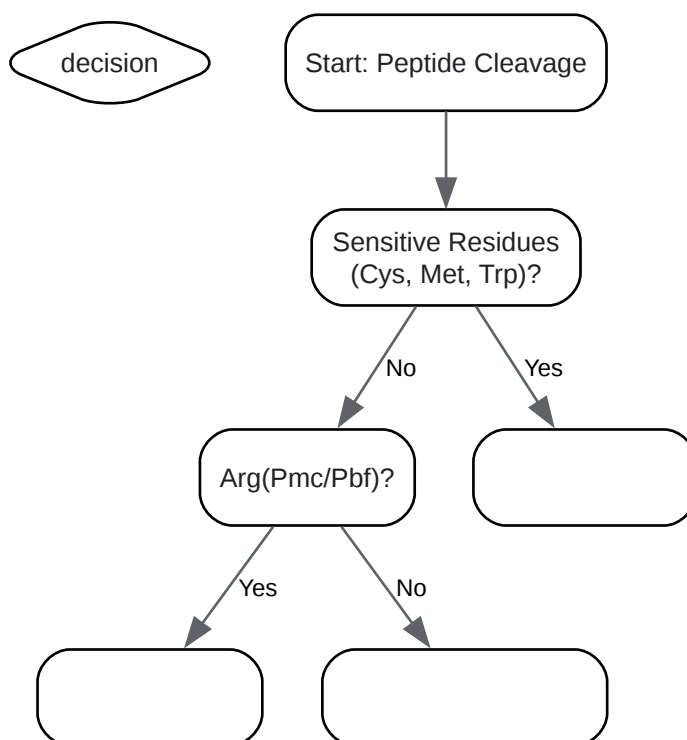 decision
Start: Peptide Cleavage
Sensitive Residues
(Cys, Met, Trp)?
No
Yes
Arg(Pmc/Pbf)?
Yes
No